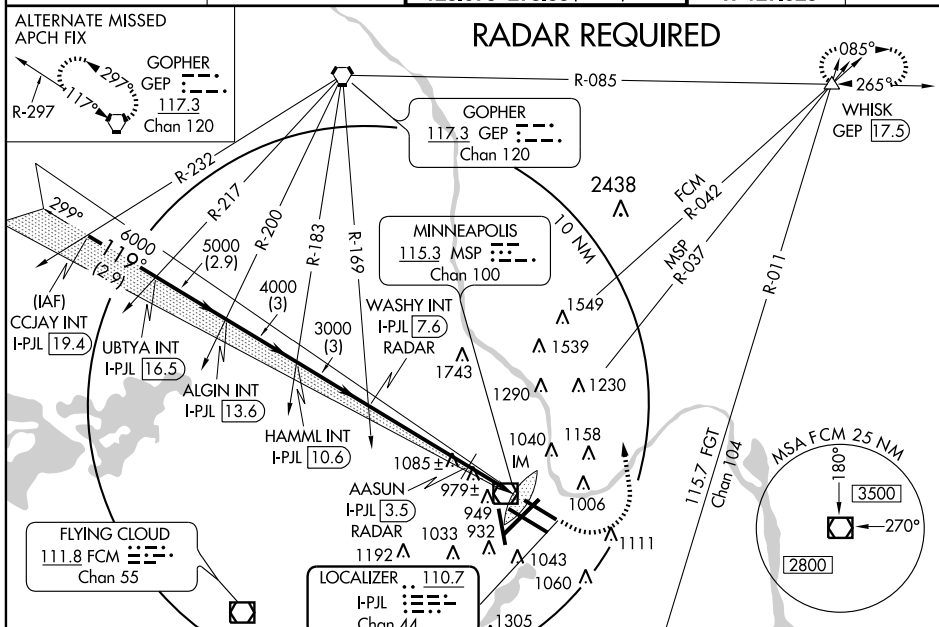 RADAR REQUIRED
ALTERNATE MISSED
APCH FIX
GOPHER
GEP
117.3
Chan 120
297°
117°
R-297
R-085
085°
265°
WHISK
GEP 17.5
GOPHER
117.3 GEP
Chan 120
R-232
R-217
R-200
R-183
R-169
10 NM
2438
FCM
R-042
MSP
R-037
R-011
MINNEAPOLIS
115.3 MSP
Chan 100
299°
6000
119°
(2.9)
5000
(2.9)
4000
(3)
3000
(3)
WASHY INT
I-PJL 7.6
RADAR
(IAF)
CCJAY INT
I-PJL 19.4
UBTYA INT
I-PJL 16.5
ALGIN INT
I-PJL 13.6
HAMML INT
I-PJL 10.6
AASUN
I-PJL 3.5
RADAR
1549
1539
1743
1290
1230
1040
1158
IM
1085 ±
979±
949
932
1006
1033
1192
1043
1111
1060
1305
115.7 FGT
Chan 104
MSA FCM 25 NM
180°
3500
270°
2800
FLYING CLOUD
111.8 FCM
Chan 55
LOCALIZER 110.7
I-PJL
Chan 44